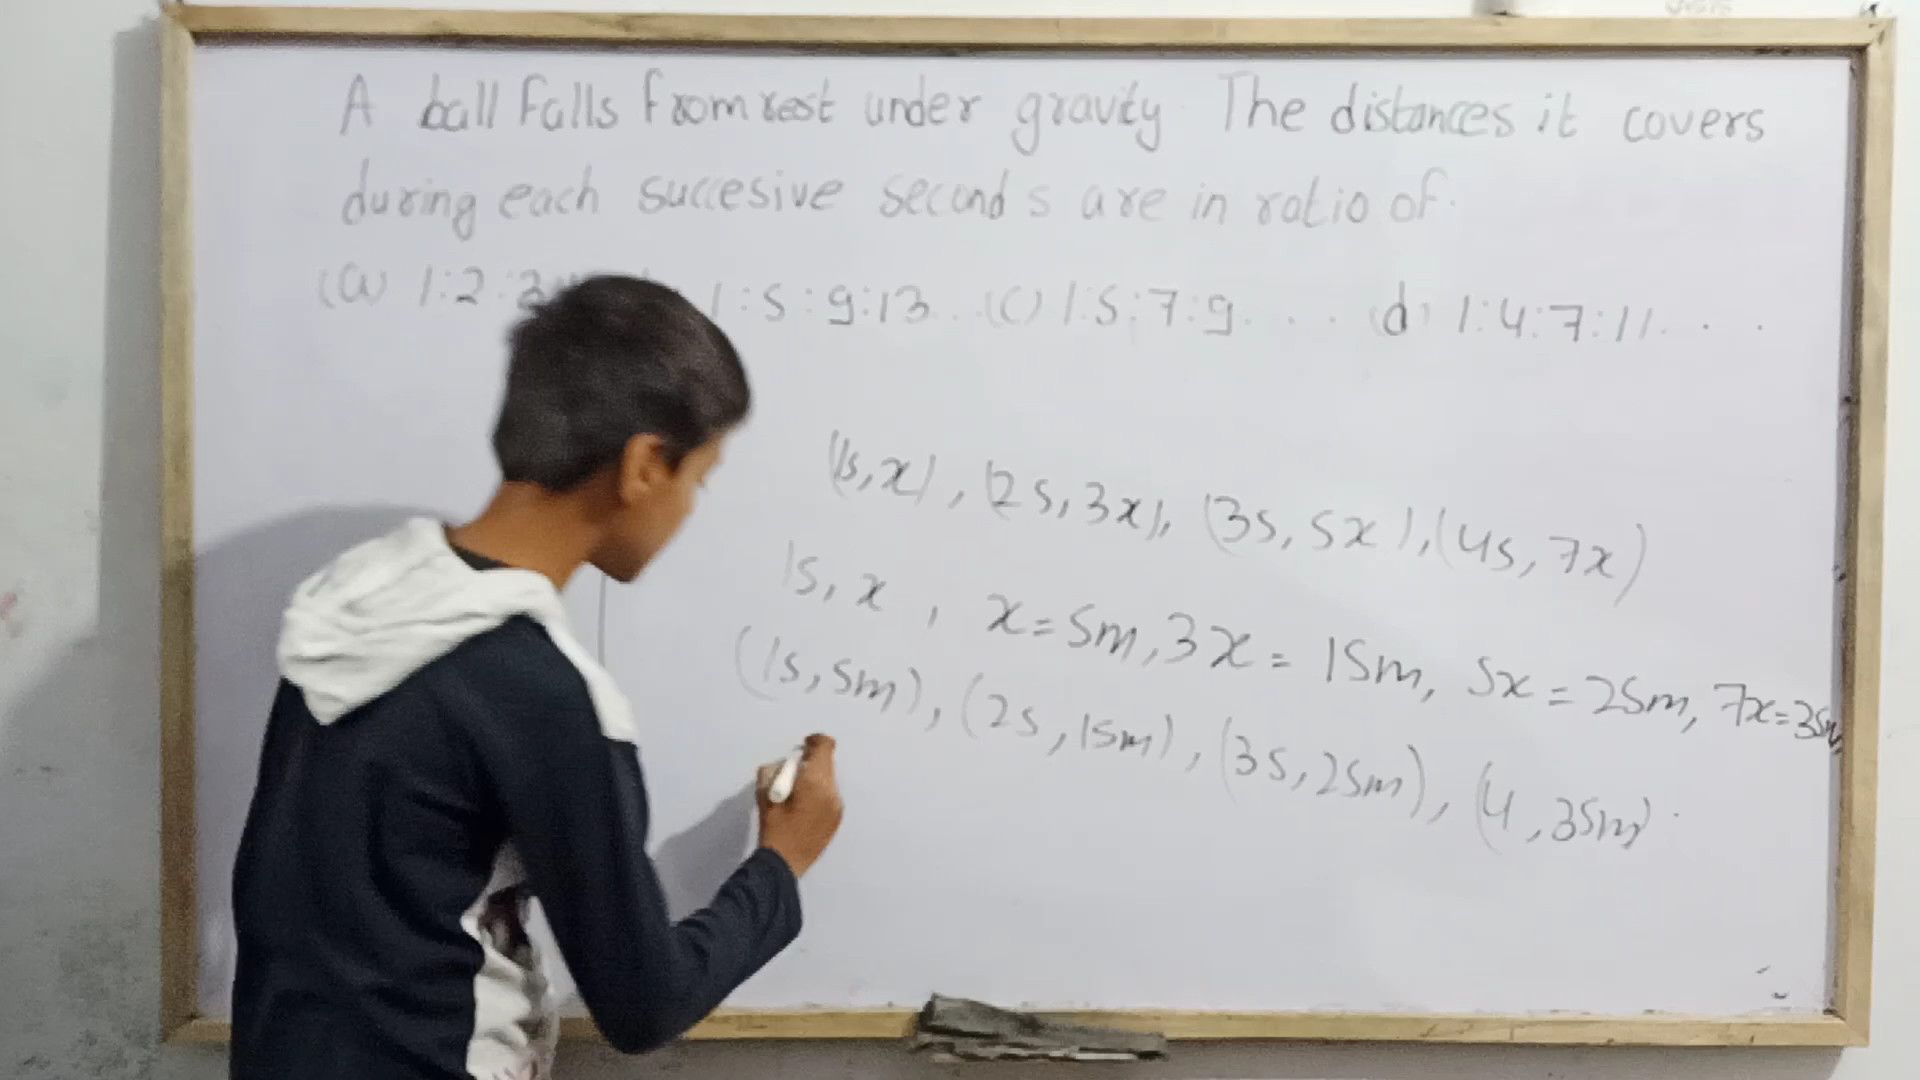 A ball falls from rest under gravity. The distances it covers
during each succesive seconds are in ratio of.
(a) 1:2:3 1:5:9:13.. (C) 1:5:7:9. . . d) 1:4:7:11. . .
(1s,x), (2s,3x), (3s,5x), (4s,7x)
1s, x , x=5m, 3x=15m, 5x=25m, 7x=35m,
(1s,5m), (2s,15m), (3s,25m), (4,35m).